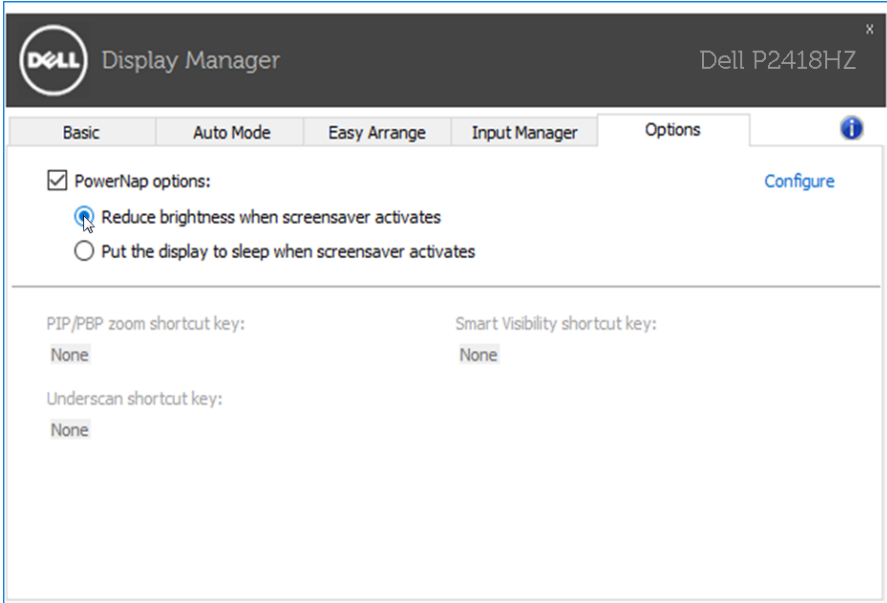 x
DELL Display Manager Dell P2418HZ
Basic Auto Mode Easy Arrange Input Manager Options i
PowerNap options: Configure
Reduce brightness when screensaver activates
Put the display to sleep when screensaver activates
PIP/PBP zoom shortcut key: Smart Visibility shortcut key:
None None
Underscan shortcut key:
None